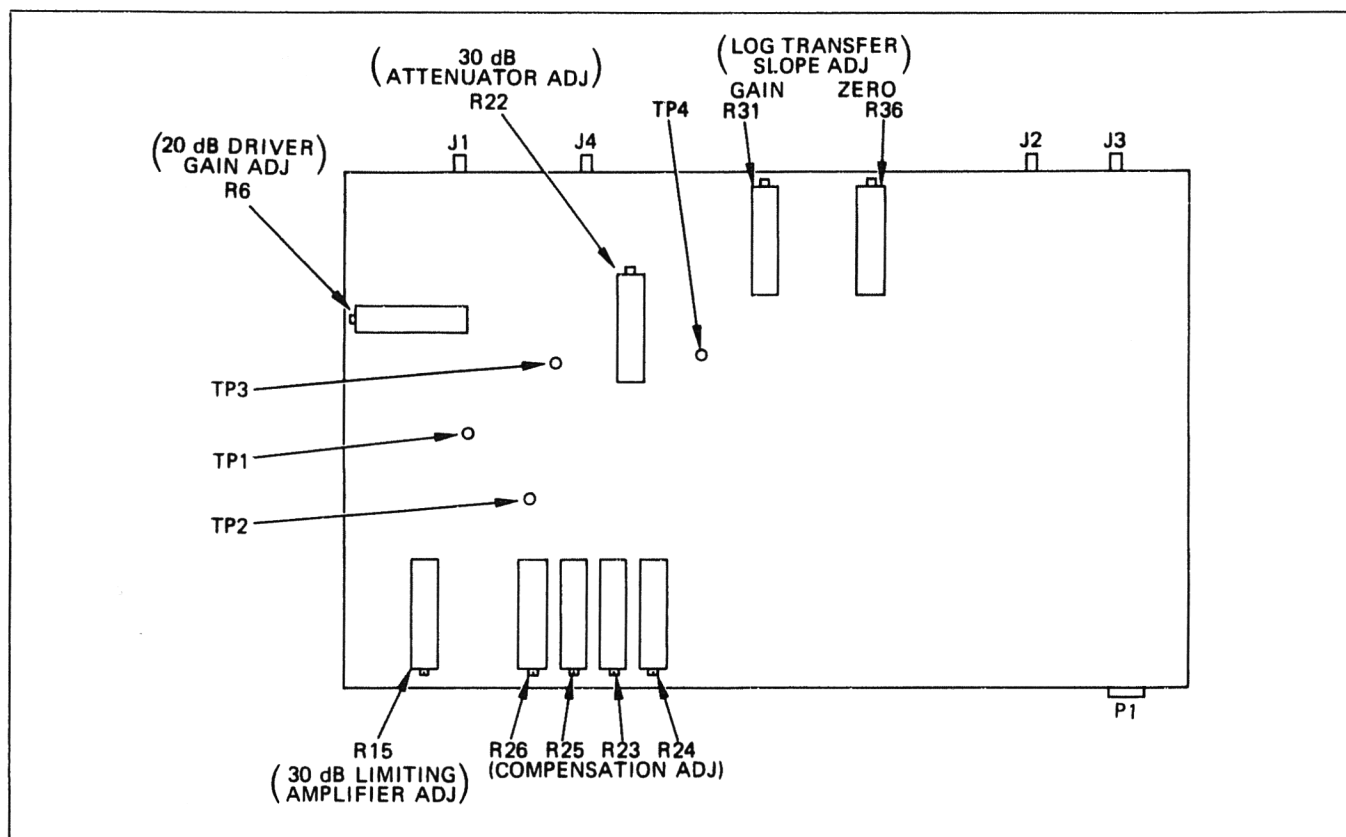 (30 dB
ATTENUATOR ADJ)
R22
(LOG TRANSFER
SLOPE ADJ)
GAIN ZERO
R31 R36
TP4
(20 dB DRIVER)
GAIN ADJ
R6
J1
J4
J2
J3
TP3
TP1
TP2
R15
(30 dB LIMITING
AMPLIFIER ADJ)
R26 R25 R23 R24
(COMPENSATION ADJ)
P1